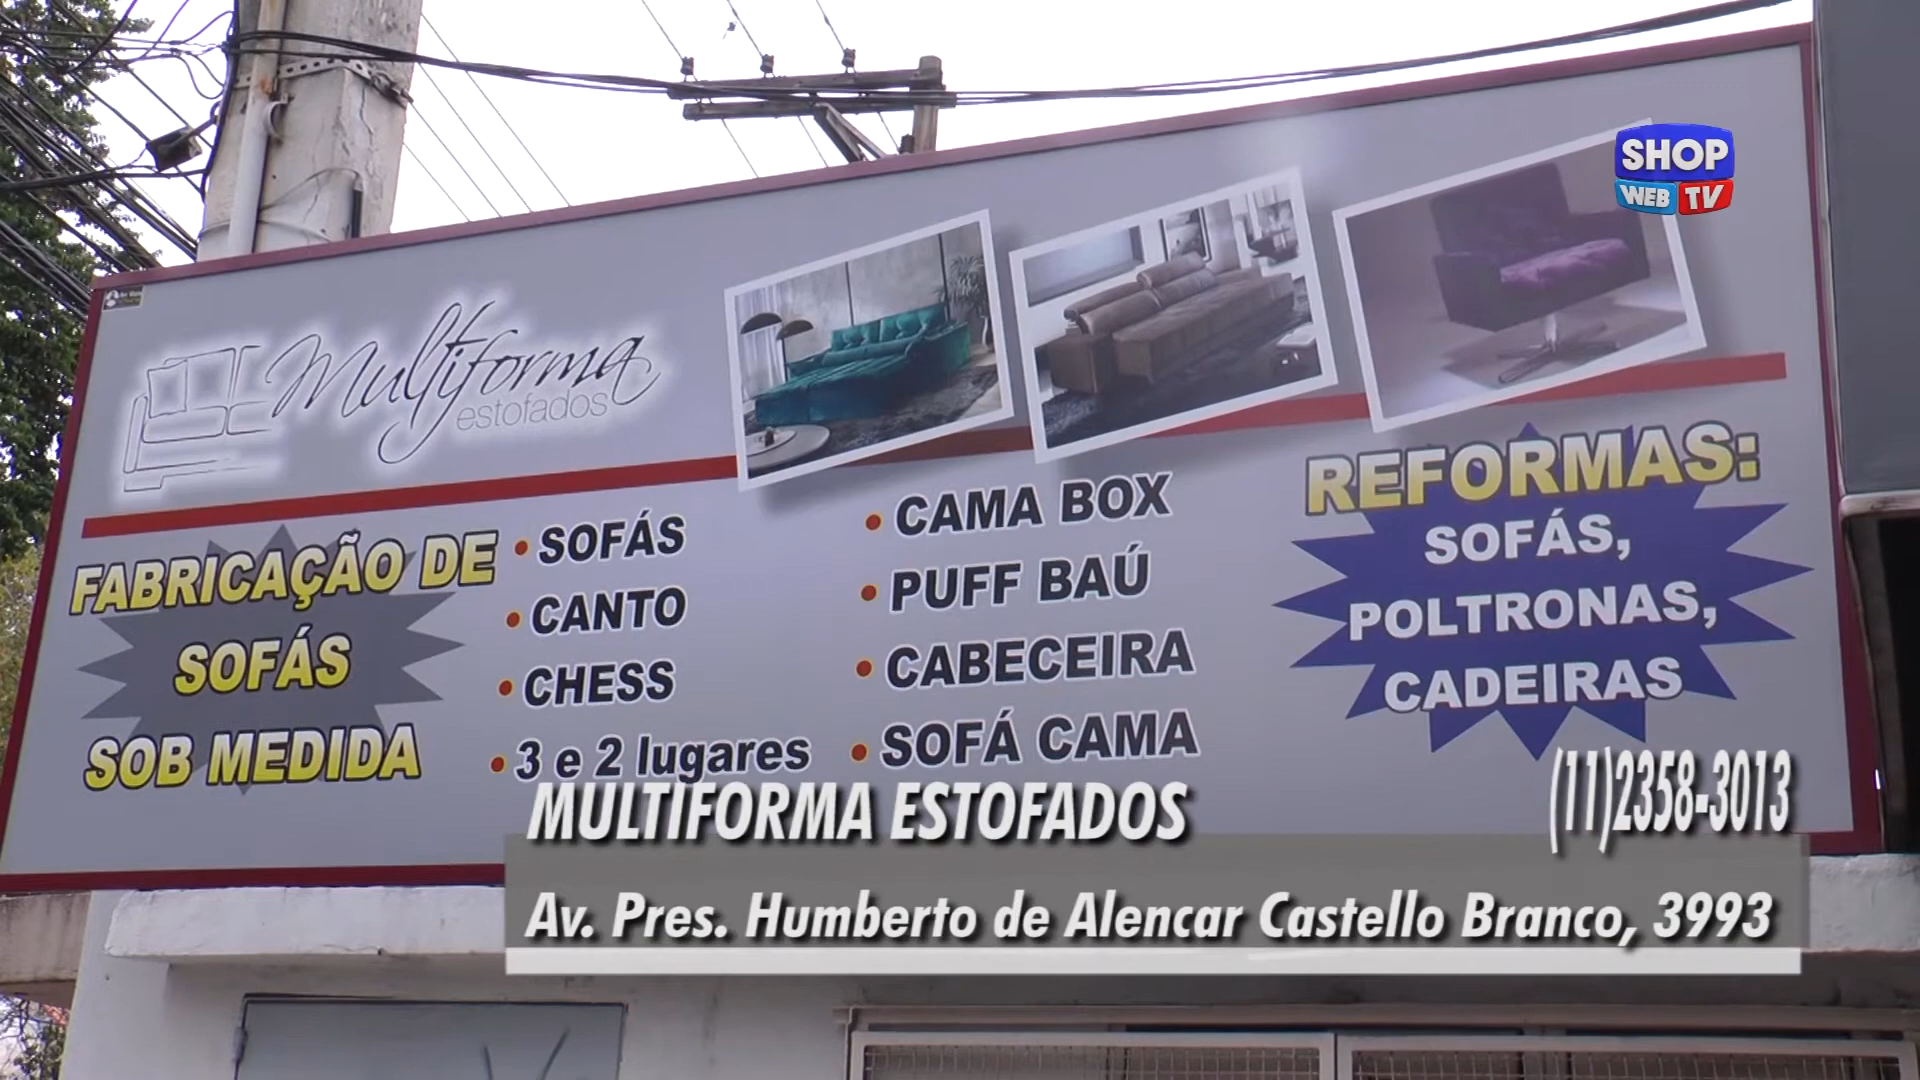 SHOP
WEB TV
Multiforma
estofados
FABRICAÇÃO DE
SOFÁS
SOB MEDIDA
• SOFÁS
• CANTO
• CHESS
• 3 e 2 lugares
• CAMA BOX
• PUFF BAÚ
• CABECEIRA
• SOFÁ CAMA
REFORMAS:
SOFÁS,
POLTRONAS,
CADEIRAS
MULTIFORMA ESTOFADOS
(11)2358-3013
Av. Pres. Humberto de Alencar Castello Branco, 3993